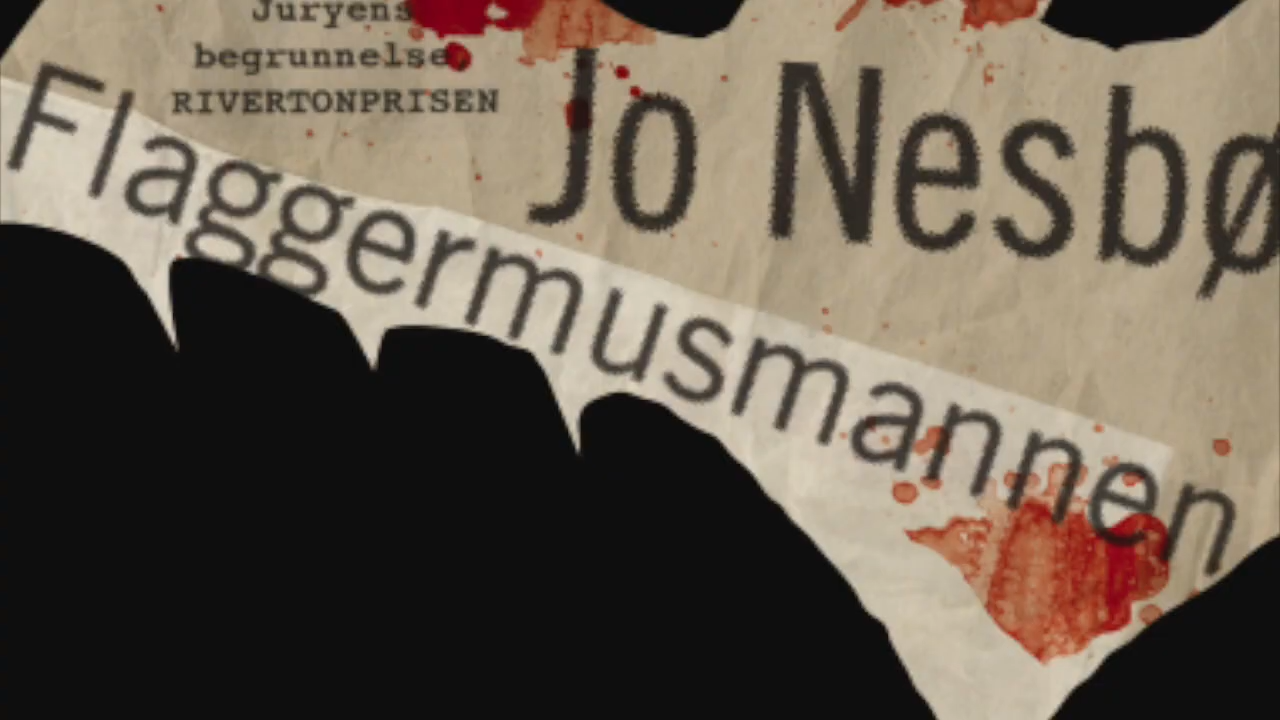 Juryens
begrunnelse,
RIVERTONPRISEN
Jo Nesbø
Flaggermusmannen